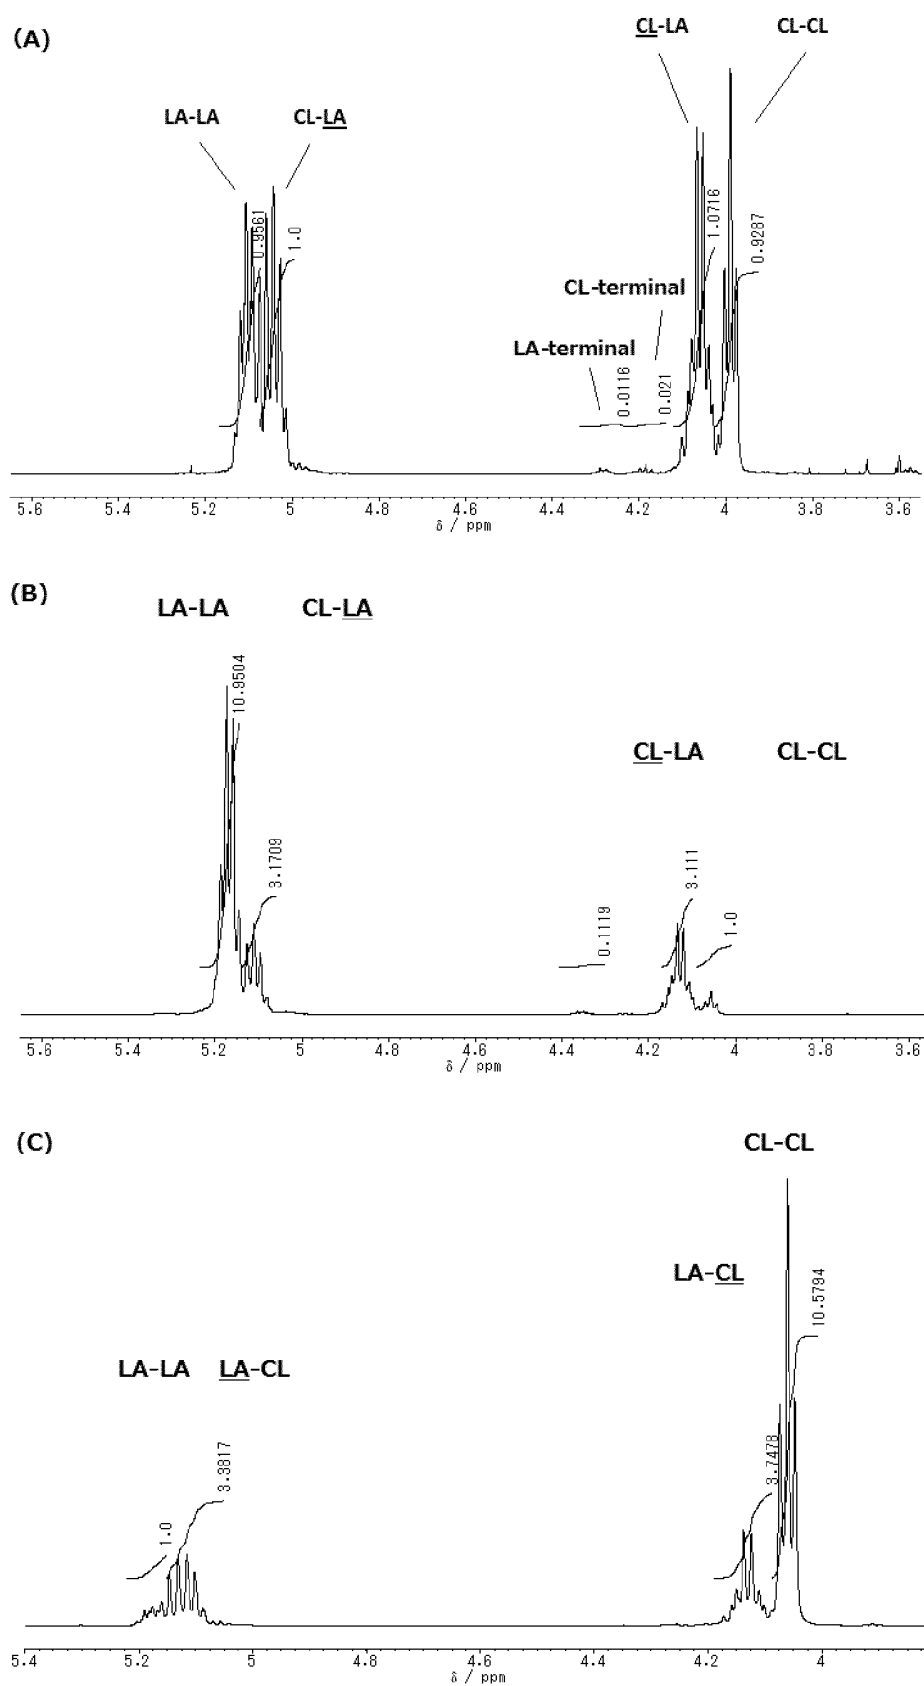 (A)
CL-LA
CL-CL
LA-LA
CL-LA
0.9561
1.0
1.0716
0.9287
CL-terminal
LA-terminal
0.0116
0.021
5.6 5.4 5.2 5 4.8 4.6 4.4 4.2 4 3.8 3.6
δ / ppm
(B)
LA-LA
CL-LA
10.9504
CL-LA
CL-CL
3.1709
0.1119
3.111
1.0
5.6 5.4 5.2 5 4.8 4.6 4.4 4.2 4 3.8 3.6
δ / ppm
(C)
CL-CL
LA-CL
10.5794
LA-LA
LA-CL
1.0
3.3817
3.7478
5.4 5.2 5 4.8 4.6 4.4 4.2 4
δ / ppm